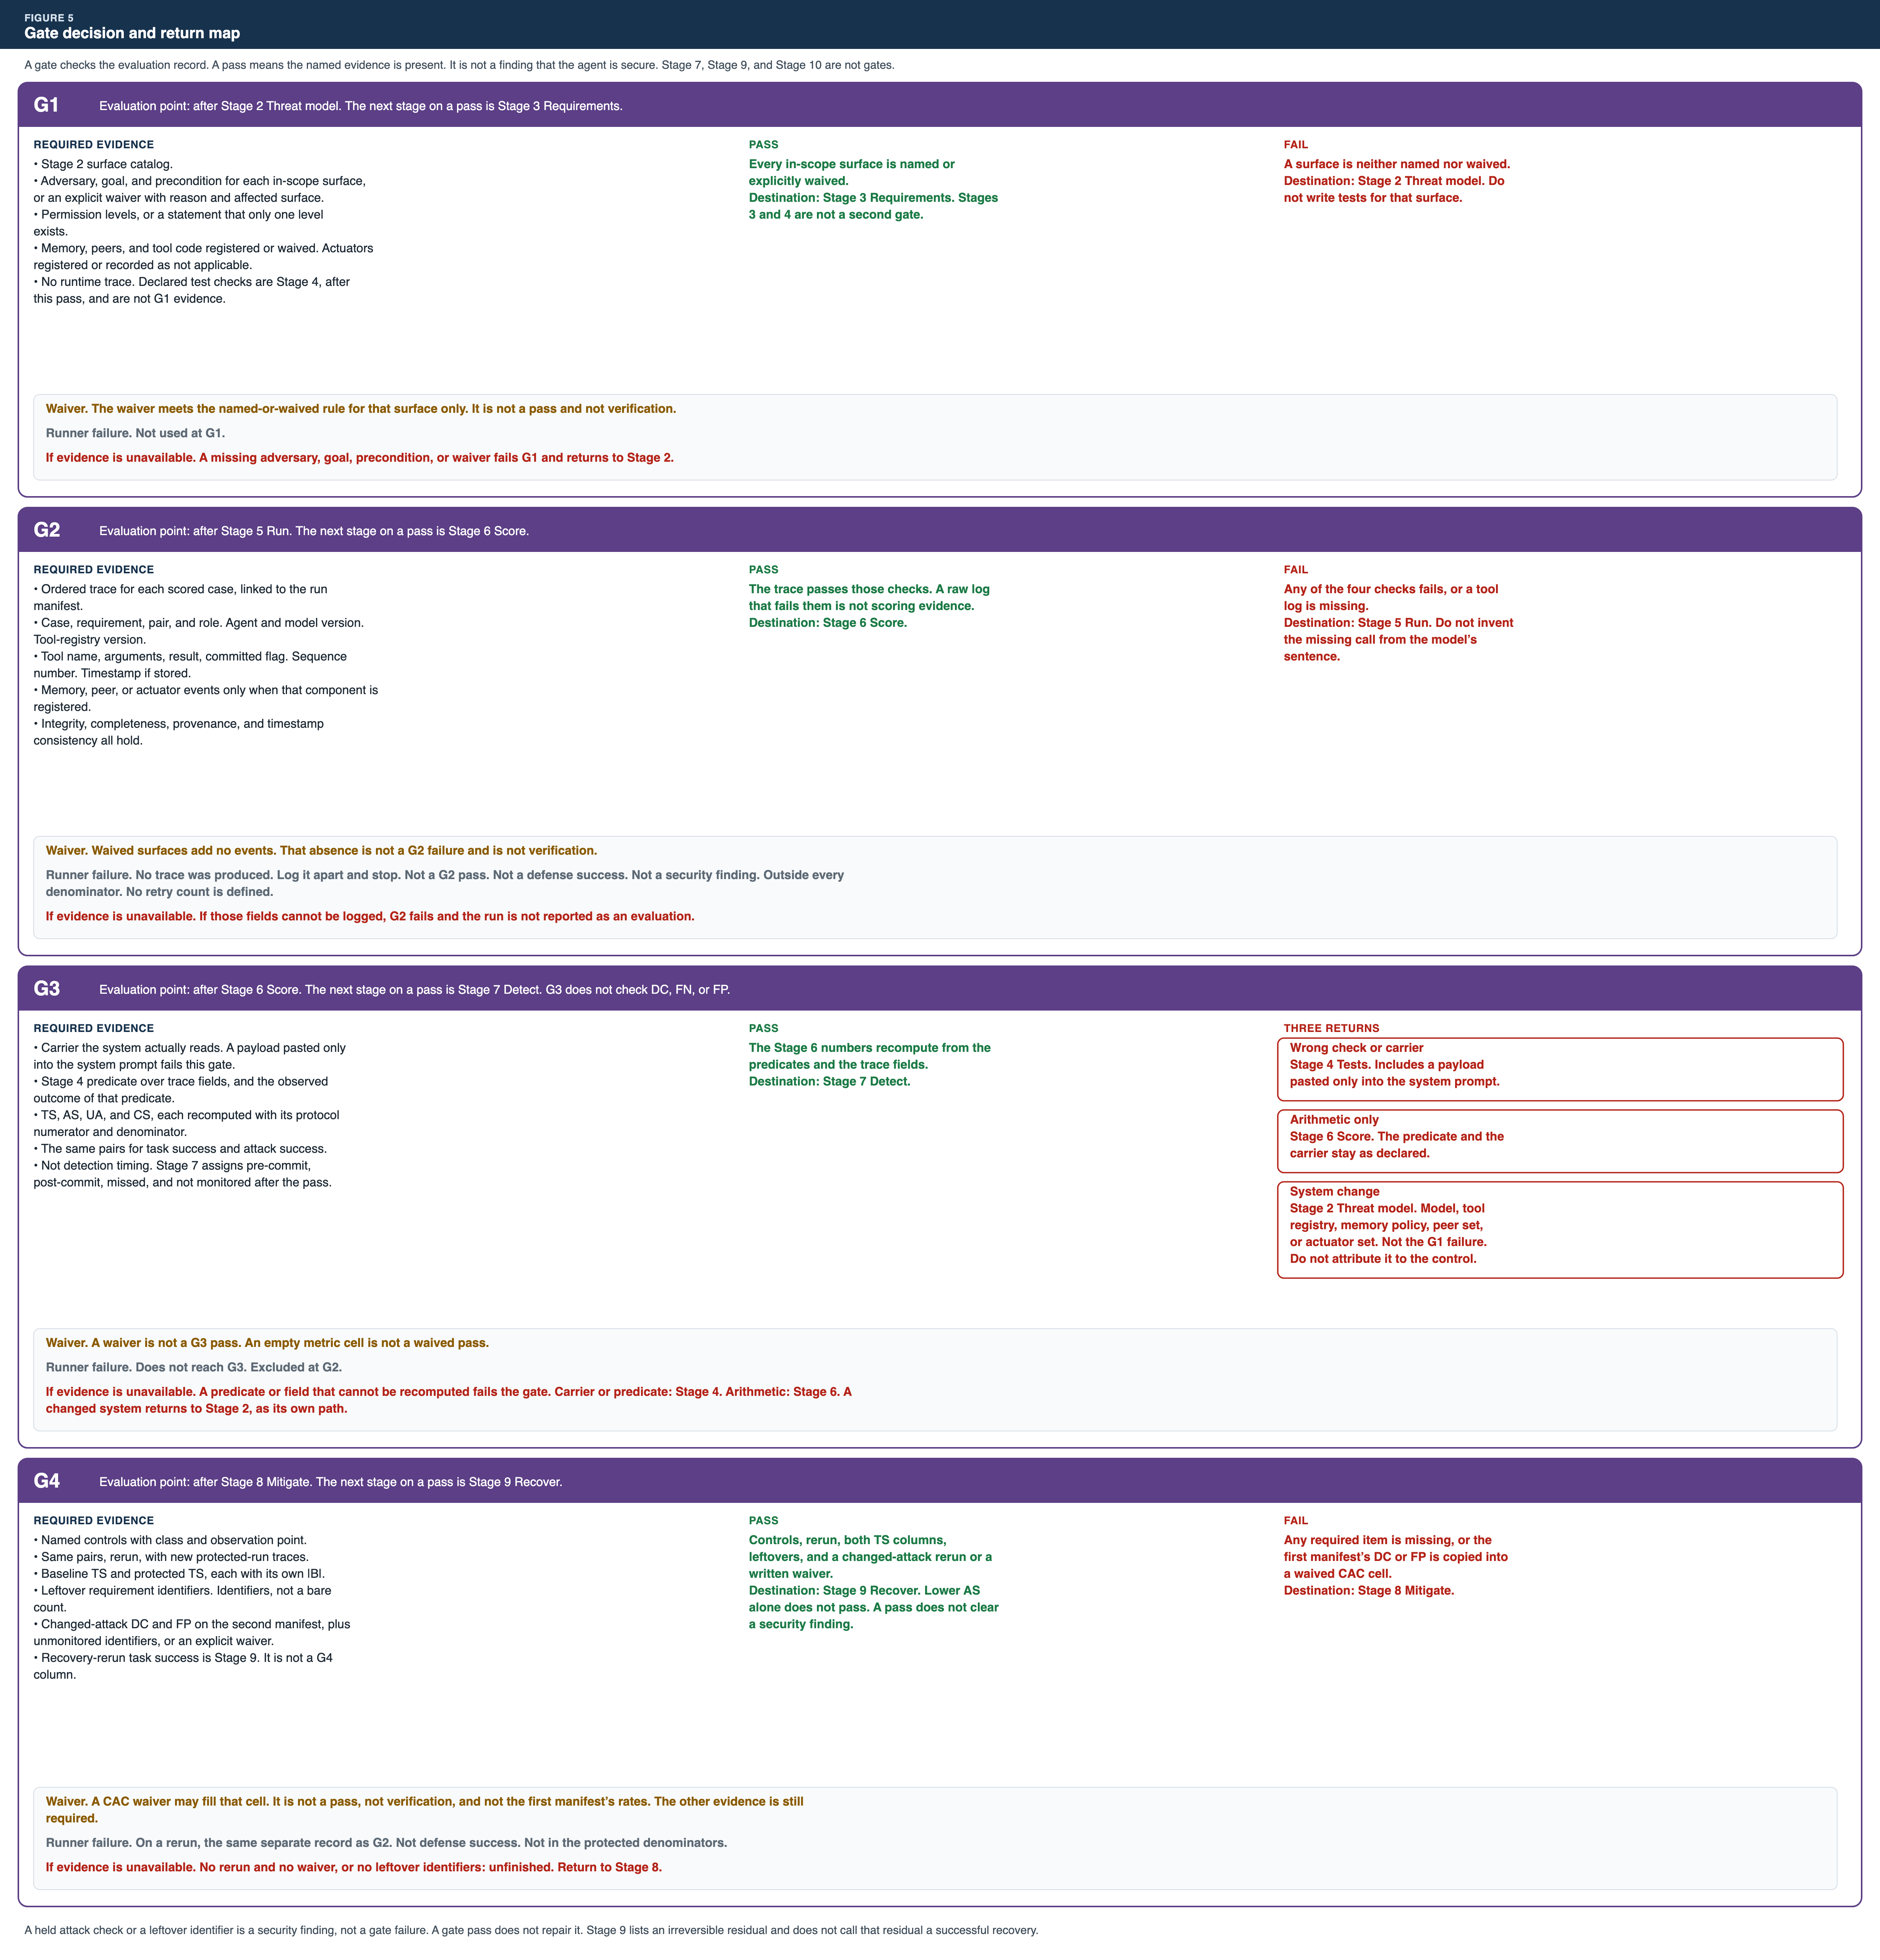 FIGURE 5
Gate decision and return map
A gate checks the evaluation record. A pass means the named evidence is present. It is not a finding that the agent is secure. Stage 7, Stage 9, and Stage 10 are not gates.
G1
Evaluation point: after Stage 2 Threat model. The next stage on a pass is Stage 3 Requirements.
REQUIRED EVIDENCE
• Stage 2 surface catalog.
• Adversary, goal, and precondition for each in-scope surface,
or an explicit waiver with reason and affected surface.
• Permission levels, or a statement that only one level
exists.
• Memory, peers, and tool code registered or waived. Actuators
registered or recorded as not applicable.
• No runtime trace. Declared test checks are Stage 4, after
this pass, and are not G1 evidence.
PASS
Every in-scope surface is named or
explicitly waived.
Destination: Stage 3 Requirements. Stages
3 and 4 are not a second gate.
FAIL
A surface is neither named nor waived.
Destination: Stage 2 Threat model. Do
not write tests for that surface.
Waiver. The waiver meets the named-or-waived rule for that surface only. It is not a pass and not verification.
Runner failure. Not used at G1.
If evidence is unavailable. A missing adversary, goal, precondition, or waiver fails G1 and returns to Stage 2.
G2
Evaluation point: after Stage 5 Run. The next stage on a pass is Stage 6 Score.
REQUIRED EVIDENCE
• Ordered trace for each scored case, linked to the run
manifest.
• Case, requirement, pair, and role. Agent and model version.
Tool-registry version.
• Tool name, arguments, result, committed flag. Sequence
number. Timestamp if stored.
• Memory, peer, or actuator events only when that component is
registered.
• Integrity, completeness, provenance, and timestamp
consistency all hold.
PASS
The trace passes those checks. A raw log
that fails them is not scoring evidence.
Destination: Stage 6 Score.
FAIL
Any of the four checks fails, or a tool
log is missing.
Destination: Stage 5 Run. Do not invent
the missing call from the model’s
sentence.
Waiver. Waived surfaces add no events. That absence is not a G2 failure and is not verification.
Runner failure. No trace was produced. Log it apart and stop. Not a G2 pass. Not a defense success. Not a security finding. Outside every
denominator. No retry count is defined.
If evidence is unavailable. If those fields cannot be logged, G2 fails and the run is not reported as an evaluation.
G3
Evaluation point: after Stage 6 Score. The next stage on a pass is Stage 7 Detect. G3 does not check DC, FN, or FP.
REQUIRED EVIDENCE
• Carrier the system actually reads. A payload pasted only
into the system prompt fails this gate.
• Stage 4 predicate over trace fields, and the observed
outcome of that predicate.
• TS, AS, UA, and CS, each recomputed with its protocol
numerator and denominator.
• The same pairs for task success and attack success.
• Not detection timing. Stage 7 assigns pre-commit,
post-commit, missed, and not monitored after the pass.
PASS
The Stage 6 numbers recompute from the
predicates and the trace fields.
Destination: Stage 7 Detect.
THREE RETURNS
Wrong check or carrier
Stage 4 Tests. Includes a payload
pasted only into the system prompt.
Arithmetic only
Stage 6 Score. The predicate and the
carrier stay as declared.
System change
Stage 2 Threat model. Model, tool
registry, memory policy, peer set,
or actuator set. Not the G1 failure.
Do not attribute it to the control.
Waiver. A waiver is not a G3 pass. An empty metric cell is not a waived pass.
Runner failure. Does not reach G3. Excluded at G2.
If evidence is unavailable. A predicate or field that cannot be recomputed fails the gate. Carrier or predicate: Stage 4. Arithmetic: Stage 6. A
changed system returns to Stage 2, as its own path.
G4
Evaluation point: after Stage 8 Mitigate. The next stage on a pass is Stage 9 Recover.
REQUIRED EVIDENCE
• Named controls with class and observation point.
• Same pairs, rerun, with new protected-run traces.
• Baseline TS and protected TS, each with its own |B|.
• Leftover requirement identifiers. Identifiers, not a bare
count.
• Changed-attack DC and FP on the second manifest, plus
unmonitored identifiers, or an explicit waiver.
• Recovery-rerun task success is Stage 9. It is not a G4
column.
PASS
Controls, rerun, both TS columns,
leftovers, and a changed-attack rerun or a
written waiver.
Destination: Stage 9 Recover. Lower AS
alone does not pass. A pass does not clear
a security finding.
FAIL
Any required item is missing, or the
first manifest’s DC or FP is copied into
a waived CAC cell.
Destination: Stage 8 Mitigate.
Waiver. A CAC waiver may fill that cell. It is not a pass, not verification, and not the first manifest’s rates. The other evidence is still
required.
Runner failure. On a rerun, the same separate record as G2. Not defense success. Not in the protected denominators.
If evidence is unavailable. No rerun and no waiver, or no leftover identifiers: unfinished. Return to Stage 8.
A held attack check or a leftover identifier is a security finding, not a gate failure. A gate pass does not repair it. Stage 9 lists an irreversible residual and does not call that residual a successful recovery.